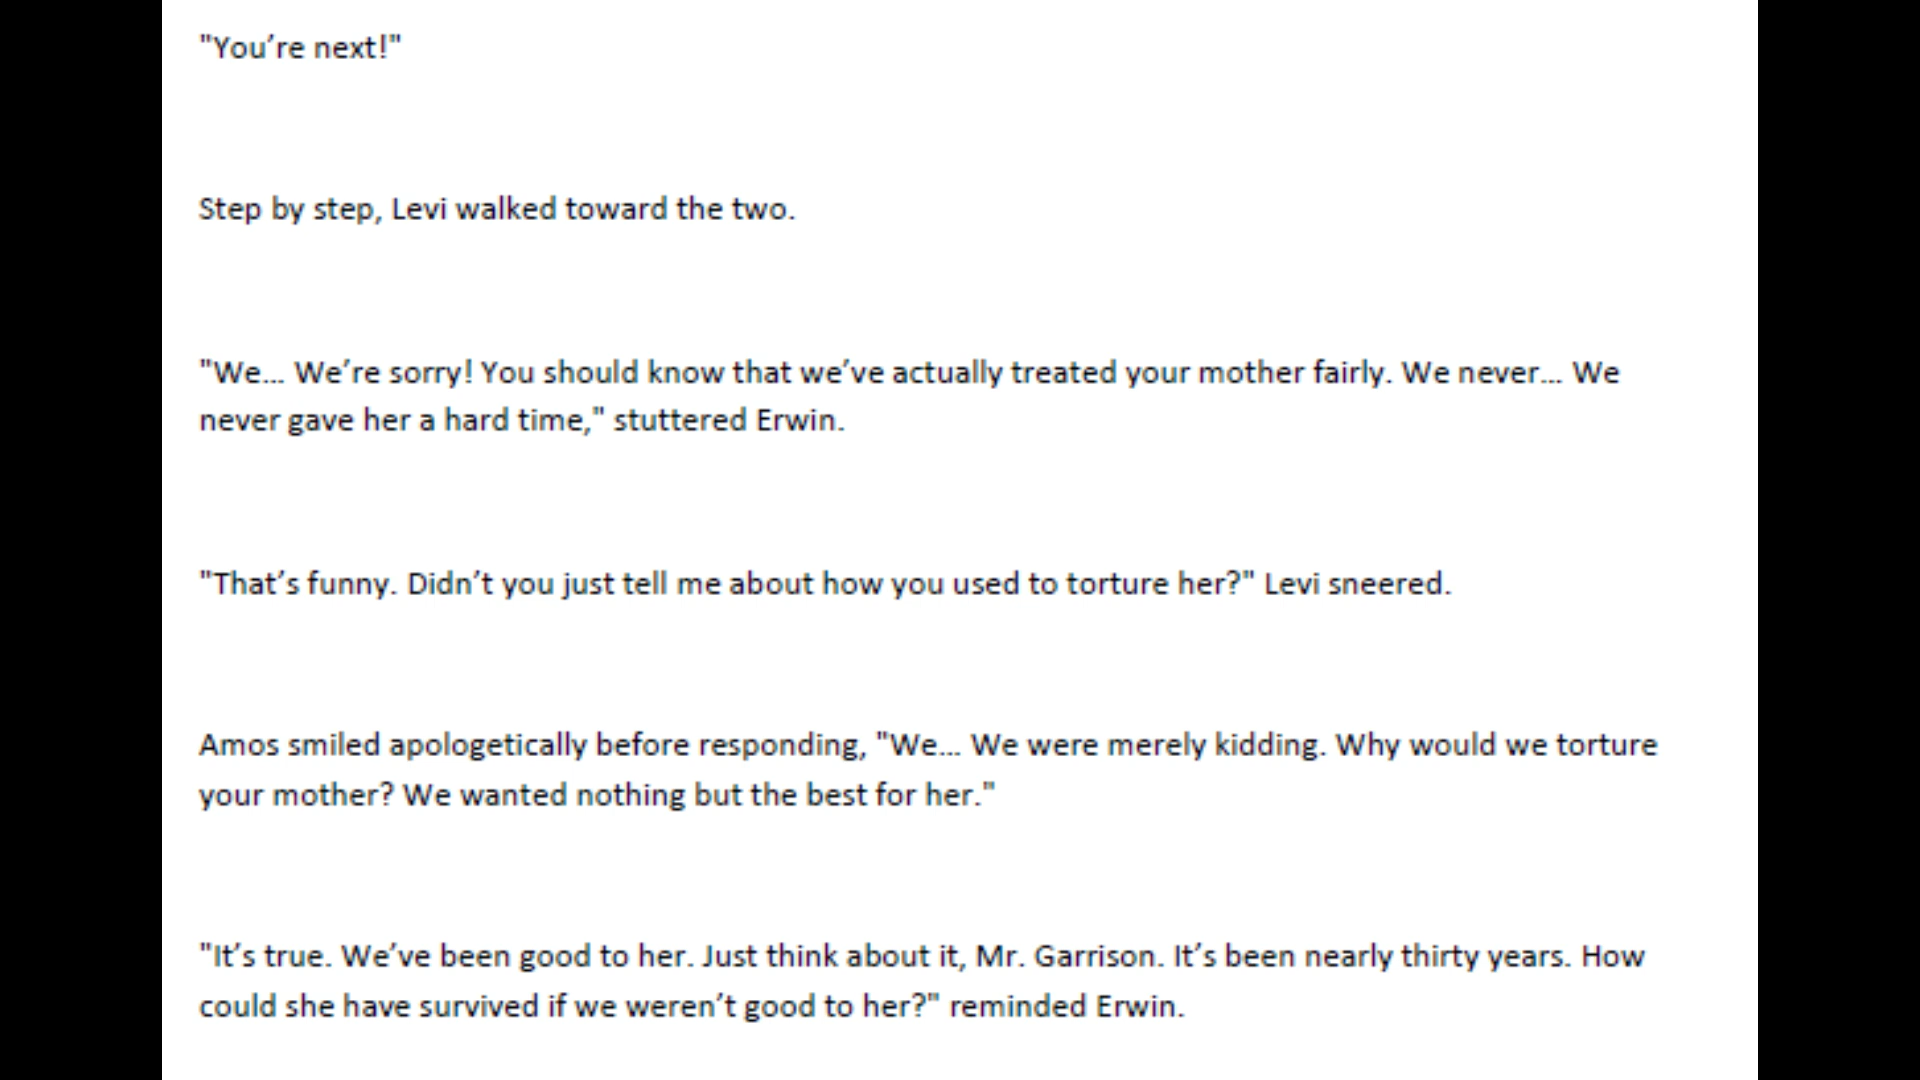 "You’re next!"
Step by step, Levi walked toward the two.
"We... We’re sorry! You should know that we’ve actually treated your mother fairly. We never... We
never gave her a hard time," stuttered Erwin.
"That’s funny. Didn’t you just tell me about how you used to torture her?" Levi sneered.
Amos smiled apologetically before responding, "We... We were merely kidding. Why would we torture
your mother? We wanted nothing but the best for her."
"It’s true. We’ve been good to her. Just think about it, Mr. Garrison. It’s been nearly thirty years. How
could she have survived if we weren’t good to her?" reminded Erwin.